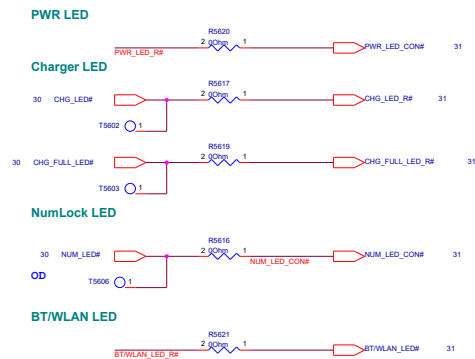 PWR LED
R5620
2 0Ohm 1
PWR_LED_R#
PWR_LED_CON# 31
Charger LED
R5617
30 CHG_LED# 2 0Ohm 1 CHG_LED_R# 31
T5602 1
R5619
30 CHG_FULL_LED# 2 0Ohm 1 CHG_FULL_LED_R# 31
T5603 1
NumLock LED
R5616
30 NUM_LED# 2 0Ohm 1 NUM_LED_CON# 31
NUM_LED_CON#
OD
T5606 1
BT/WLAN LED
R5621
2 0Ohm 1
BT/WLAN_LED_R#
BT/WLAN_LED# 31